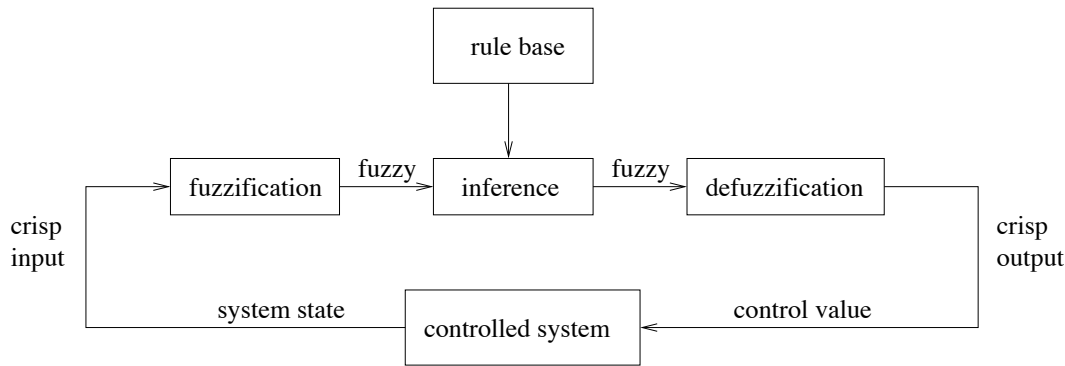 rule base
fuzzy
fuzzy
fuzzification
inference
defuzzification
crisp
input
crisp
output
system state
control value
controlled system